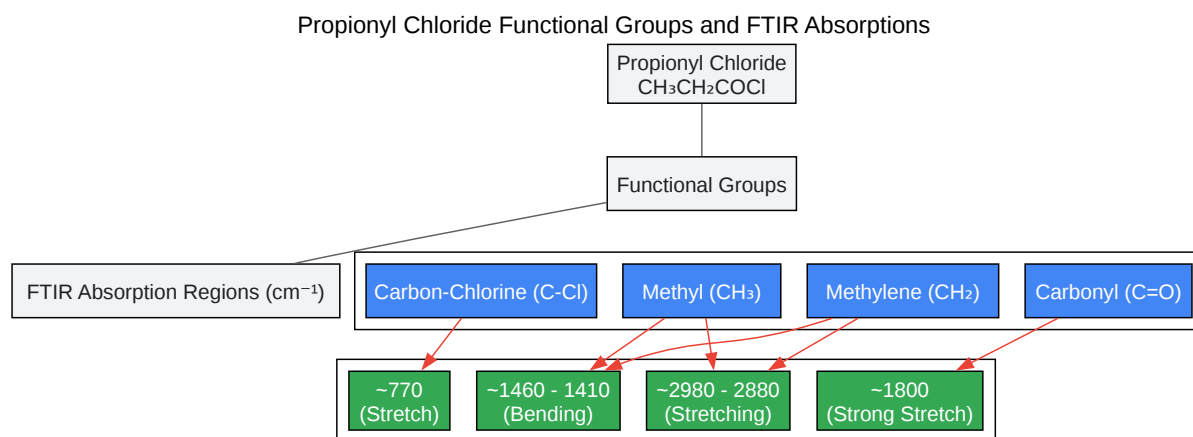 Propionyl Chloride Functional Groups and FTIR Absorptions
Propionyl Chloride
CH₃CH₂COCl
Functional Groups
FTIR Absorption Regions (cm⁻¹)
Carbon-Chlorine (C-Cl)
Methyl (CH₃)
Methylene (CH₂)
Carbonyl (C=O)
~770
(Stretch)
~1460 - 1410
(Bending)
~2980 - 2880
(Stretching)
~1800
(Strong Stretch)